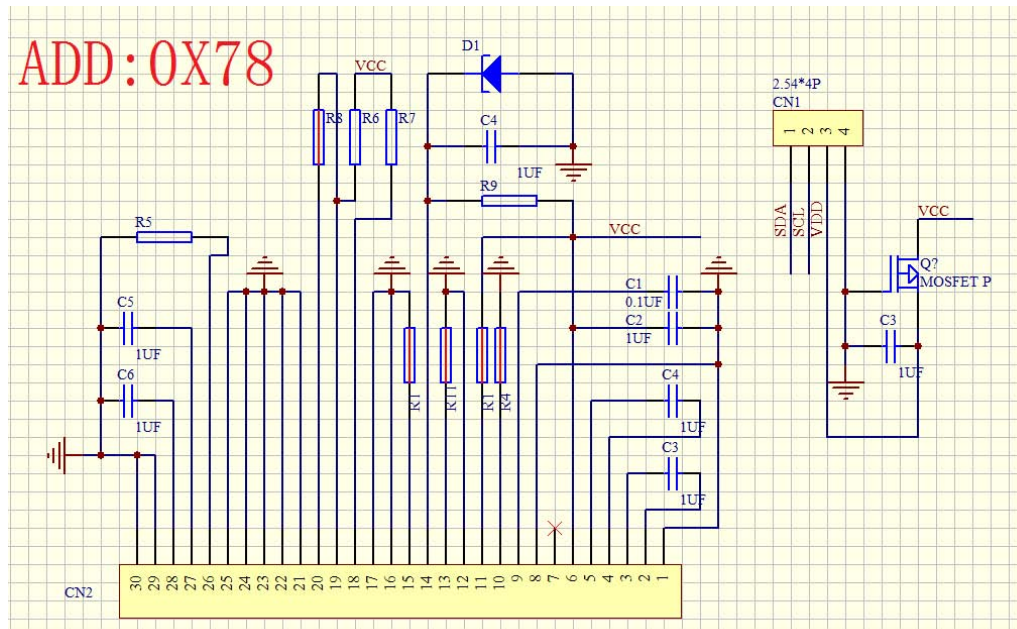 ADD:0X78
D1
VCC
R8
R6
R7
C4
1UF
R9
VCC
R5
C5
1UF
C6
1UF
C1
0.1UF
C2
1UF
C4
1UF
C3
1UF
R1
R11
R1
R4
2.54*4P
CN1
1
2
3
4
SDA
SCL
VDD
VCC
Q?
MOSFET P
C3
1UF
CN2
30
29
28
27
26
25
24
23
22
21
20
19
18
17
16
15
14
13
12
11
10
9
8
7
6
5
4
3
2
1